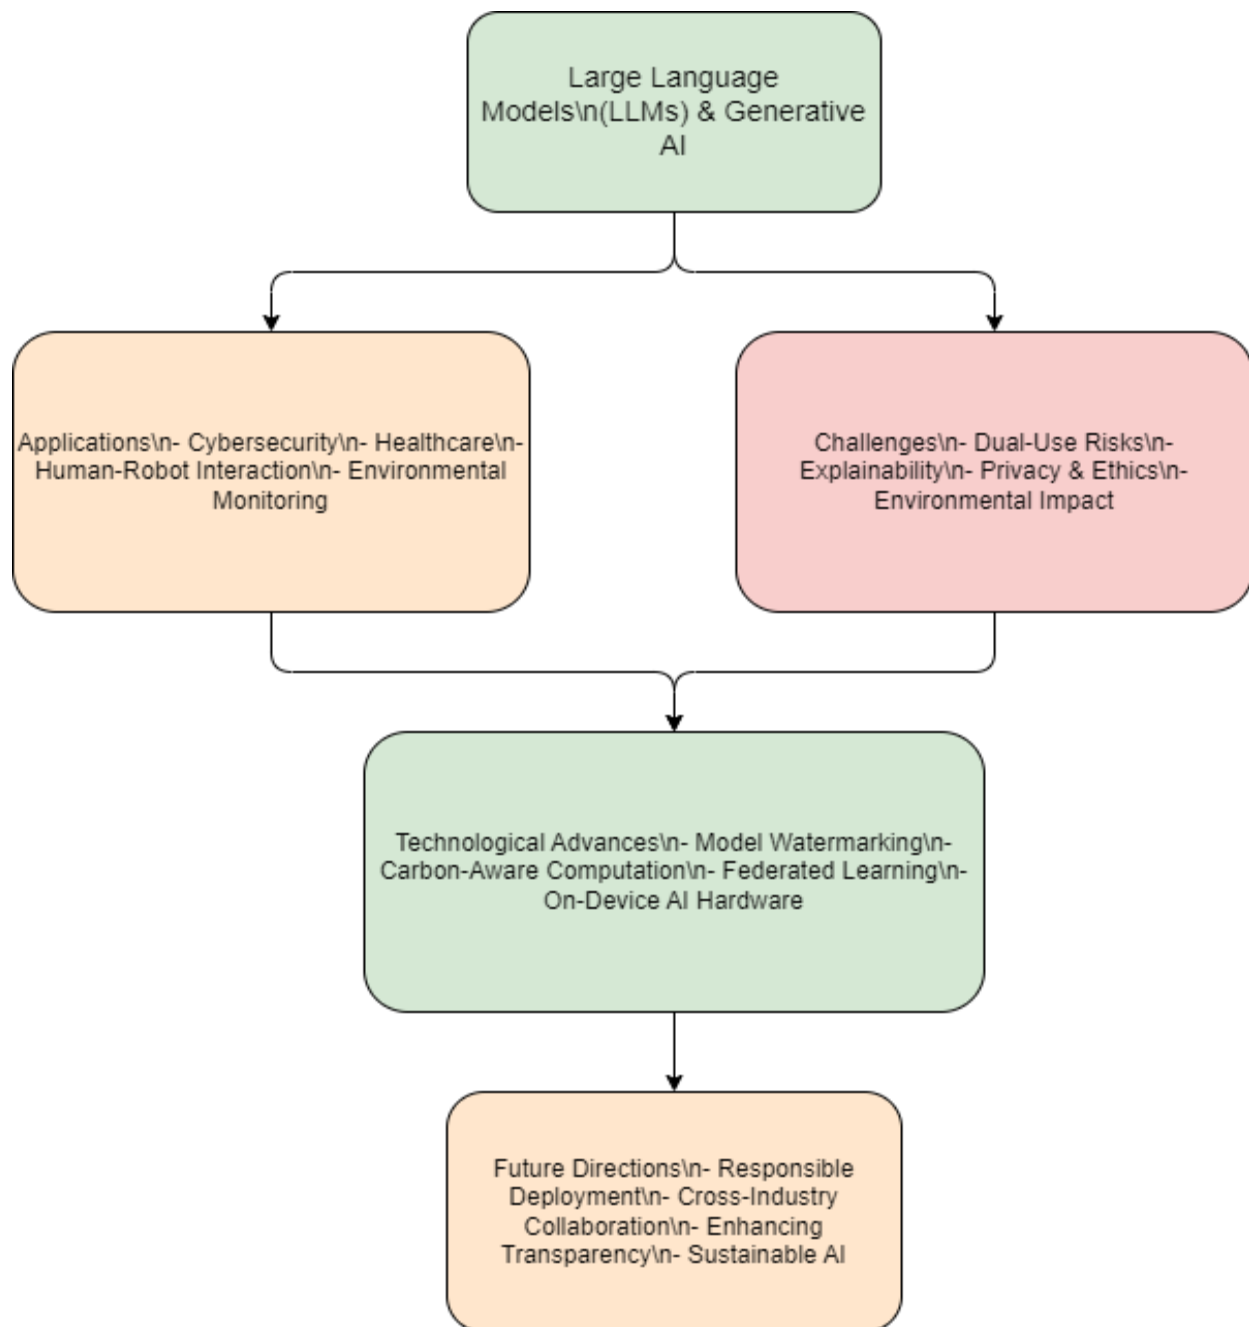 Large Language
Models\n(LLMs) & Generative
AI
Applications\n- Cybersecurity\n- Healthcare\n-
Human-Robot Interaction\n- Environmental
Monitoring
Challenges\n- Dual-Use Risks\n-
Explainability\n- Privacy & Ethics\n-
Environmental Impact
Technological Advances\n- Model Watermarking\n-
Carbon-Aware Computation\n- Federated Learning\n-
On-Device AI Hardware
Future Directions\n- Responsible
Deployment\n- Cross-Industry
Collaboration\n- Enhancing
Transparency\n- Sustainable AI